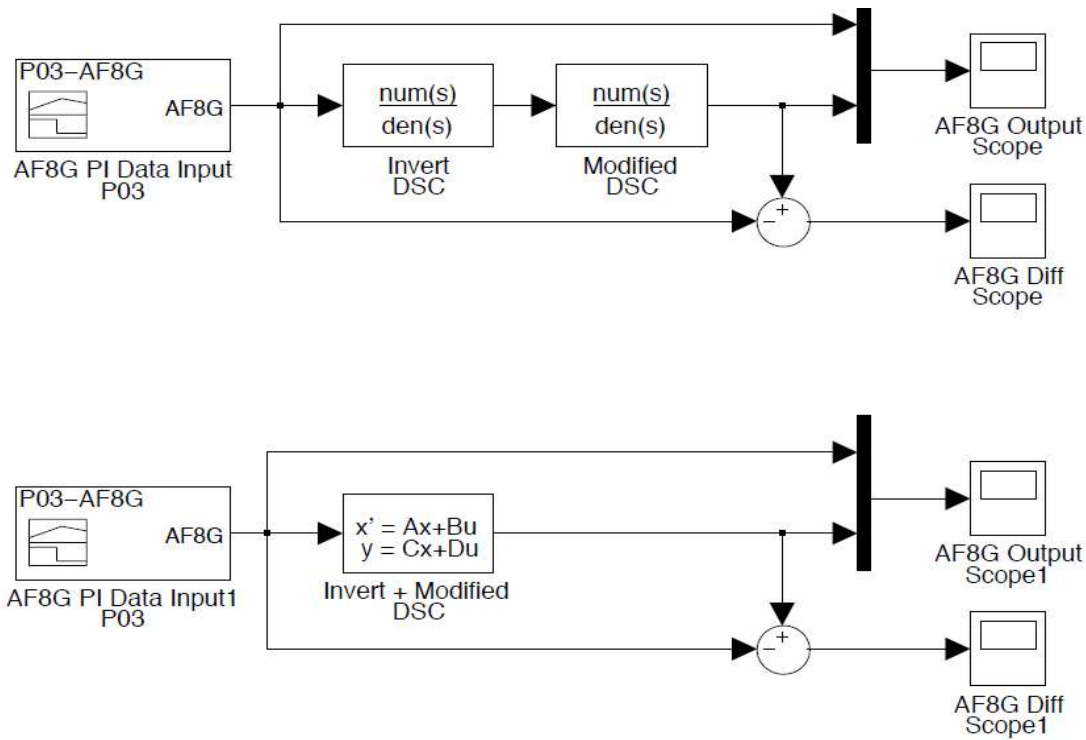 P03-AF8G
AF8G
AF8G PI Data Input
P03
num(s)
den(s)
Invert
DSC
num(s)
den(s)
Modified
DSC
+
−
AF8G Output
Scope
AF8G Diff
Scope
P03-AF8G
AF8G
AF8G PI Data Input1
P03
x' = Ax+Bu
y = Cx+Du
Invert + Modified
DSC
+
−
AF8G Output
Scope1
AF8G Diff
Scope1